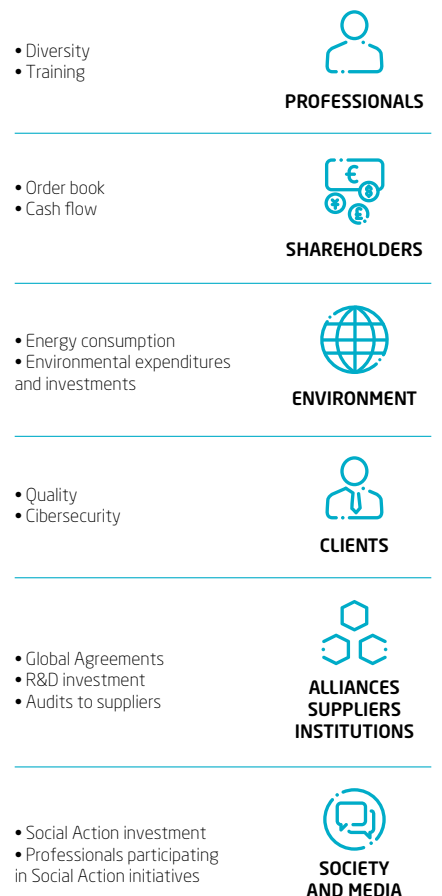 • Diversity
• Training
PROFESSIONALS
• Order book
• Cash flow
€
$
¥
£
SHAREHOLDERS
• Energy consumption
• Environmental expenditures
and investments
ENVIRONMENT
• Quality
• Cibersecurity
CLIENTS
• Global Agreements
• R&D investment
• Audits to suppliers
ALLIANCES
SUPPLIERS
INSTITUTIONS
• Social Action investment
• Professionals participating
in Social Action initiatives
SOCIETY
AND MEDIA